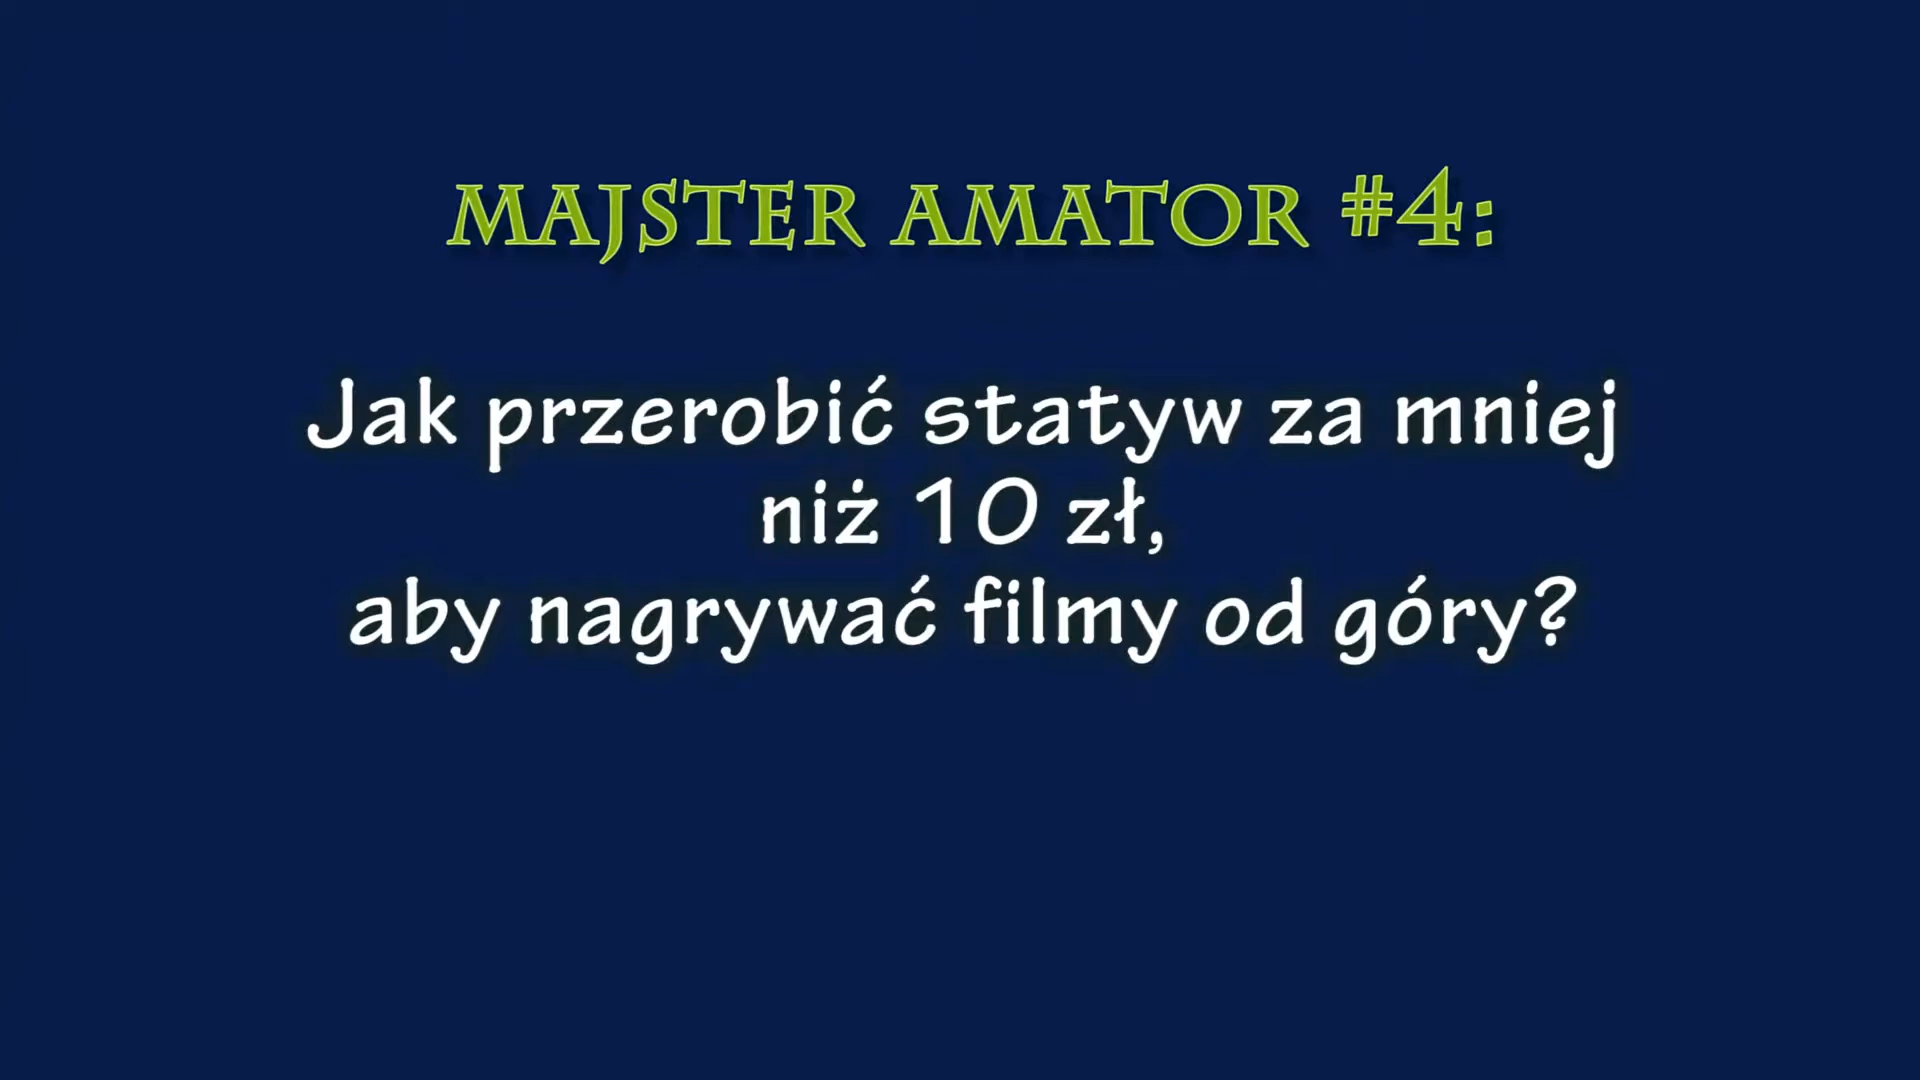 MAJSTER AMATOR #4:
Jak przerobić statyw za mniej
niż 10 zł,
aby nagrywać filmy od góry?